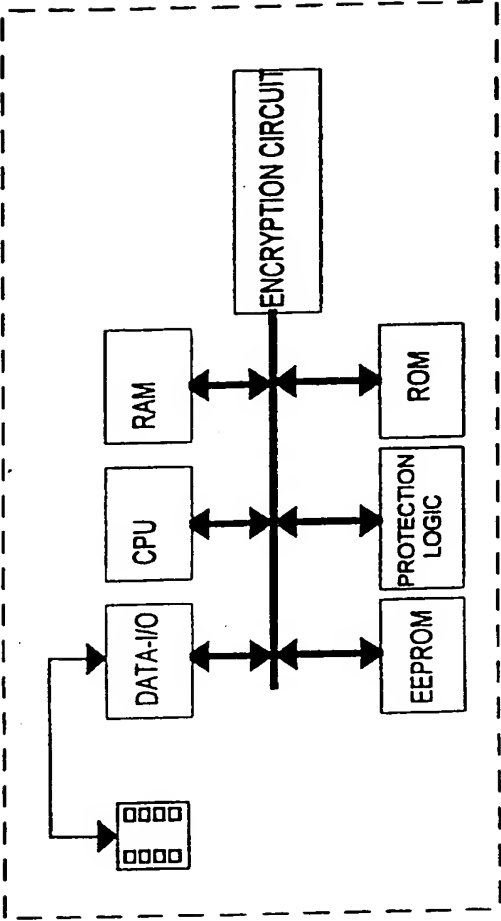 DATA-I/O
CPU
RAM
ENCRYPTION CIRCUIT
EEPROM
PROTECTION
LOGIC
ROM